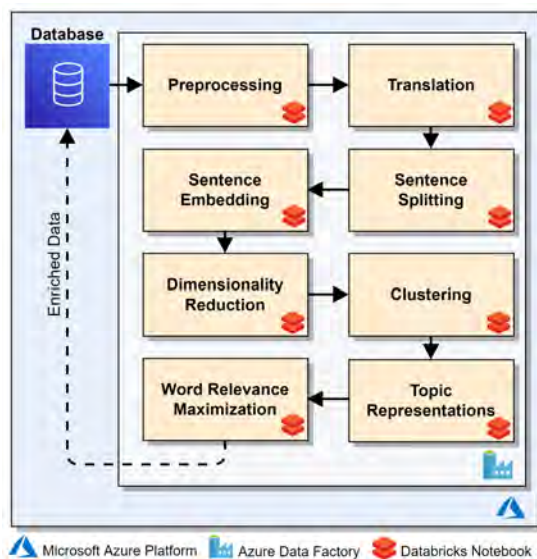 Database
Preprocessing
Translation
Sentence
Embedding
Sentence
Splitting
Enriched Data
Dimensionality
Reduction
Clustering
Word Relevance
Maximization
Topic
Representations
Microsoft Azure Platform
Azure Data Factory
Databricks Notebook